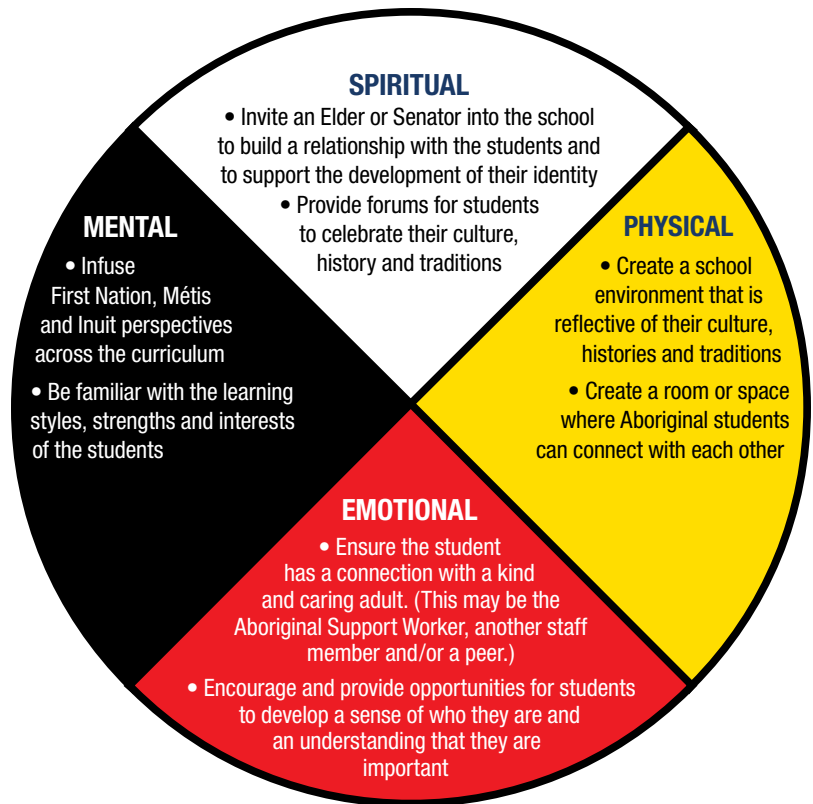 SPIRITUAL
• Invite an Elder or Senator into the school
to build a relationship with the students and
to support the development of their identity
• Provide forums for students
to celebrate their culture,
history and traditions
MENTAL
• Infuse
First Nation, Métis
and Inuit perspectives
across the curriculum
• Be familiar with the learning
styles, strengths and interests
of the students
PHYSICAL
• Create a school
environment that is
reflective of their culture,
histories and traditions
• Create a room or space
where Aboriginal students
can connect with each other
EMOTIONAL
• Ensure the student
has a connection with a kind
and caring adult. (This may be the
Aboriginal Support Worker, another staff
member and/or a peer.)
• Encourage and provide opportunities for students
to develop a sense of who they are and
an understanding that they are
important